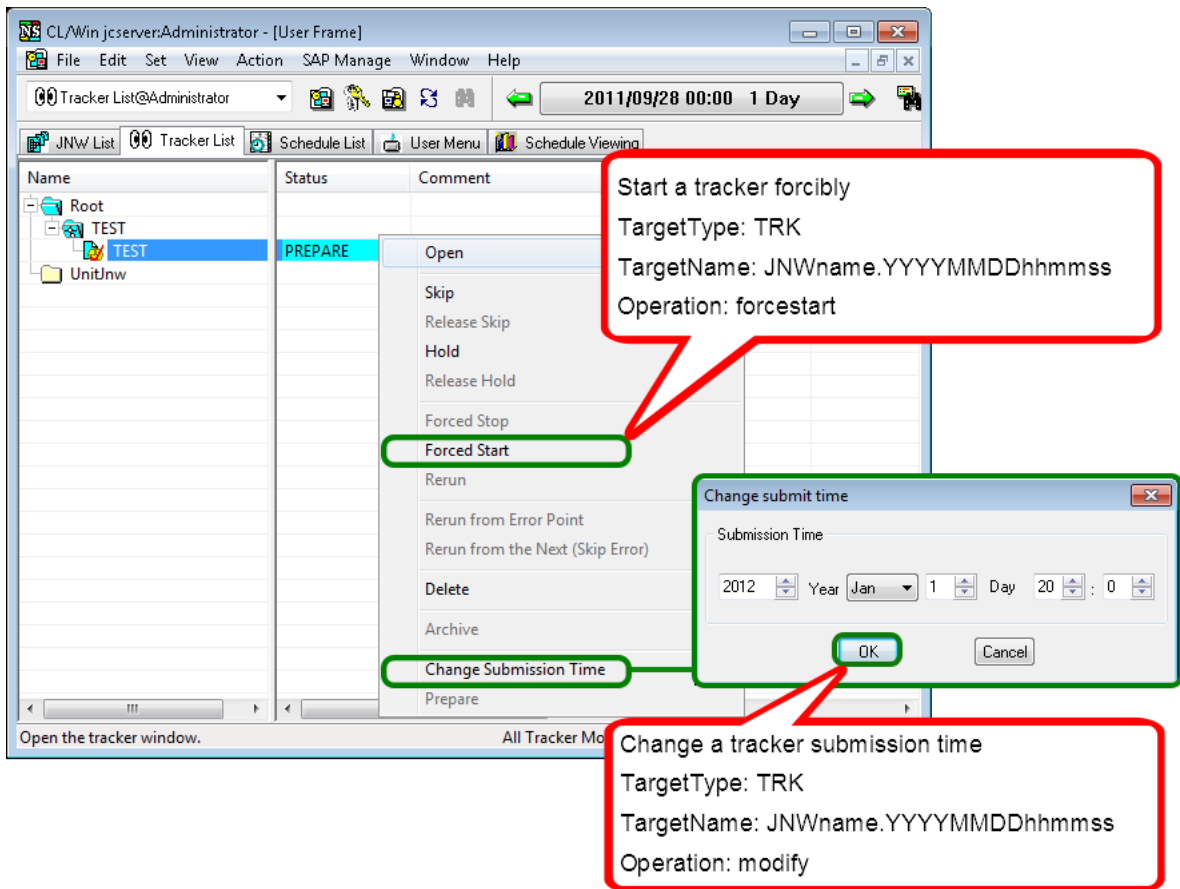 CL/Win jcserver:Administrator - [User Frame]
File Edit Set View Action SAP Manage Window Help
Tracker List@Administrator 2011/09/28 00:00 1 Day
JNW List Tracker List Schedule List User Menu Schedule Viewing
Name Status Comment
Root
TEST
TEST PREPARE
UnitJnw
Open
Skip
Release Skip
Hold
Release Hold
Forced Stop
Forced Start
Rerun
Rerun from Error Point
Rerun from the Next (Skip Error)
Delete
Archive
Change Submission Time
Prepare
Start a tracker forcibly
TargetType: TRK
TargetName: JNWname.YYYYMMDDhhmmss
Operation: forcestart
Change submit time
Submission Time
2012 Year Jan 1 Day 20 : 0
OK Cancel
Open the tracker window. All Tracker Mo
Change a tracker submission time
TargetType: TRK
TargetName: JNWname.YYYYMMDDhhmmss
Operation: modify